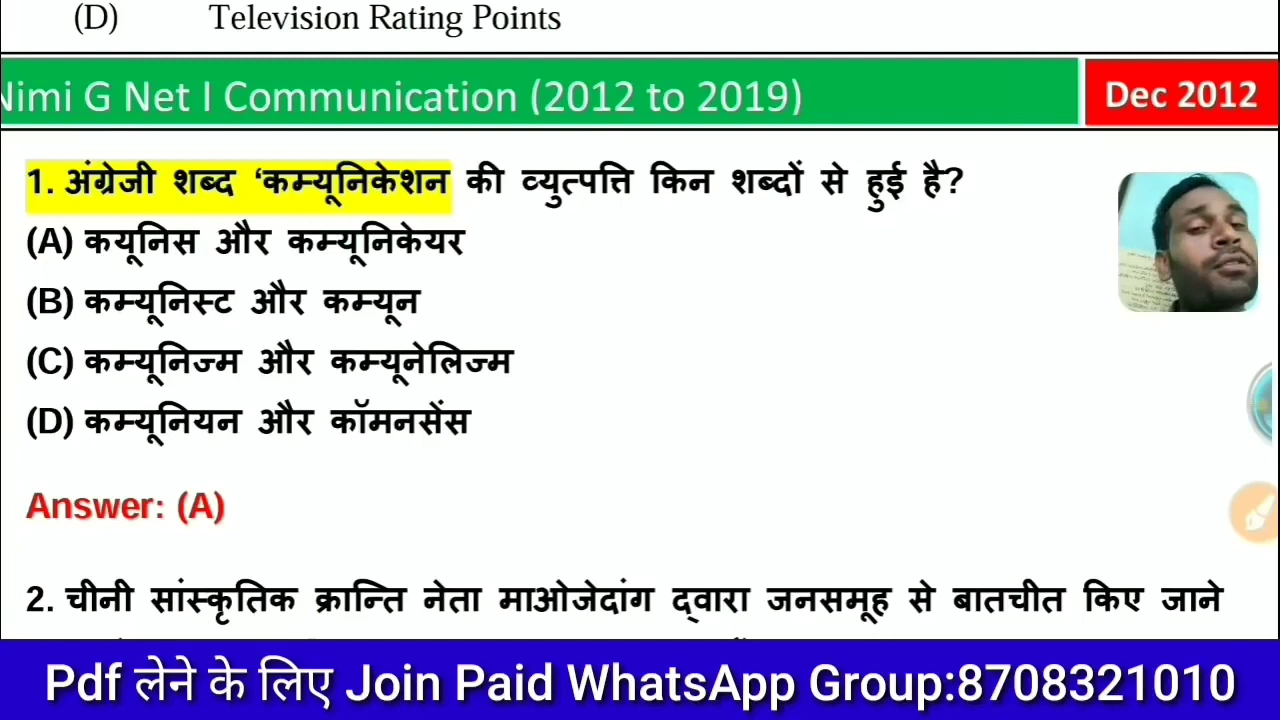 (D) Television Rating Points
Nimi G Net I Communication (2012 to 2019) Dec 2012
1. अंग्रेजी शब्द ‘कम्यूनिकेशन की व्युत्पत्ति किन शब्दों से हुई है?
(A) कयूनिस और कम्यूनिकेयर
(B) कम्यूनिस्ट और कम्यून
(C) कम्यूनिज्म और कम्यूनेलिज्म
(D) कम्यूनियन और कॉमनसेंस
Answer: (A)
2. चीनी सांस्कृतिक क्रान्ति नेता माओजेदांग द्वारा जनसमूह से बातचीत किए जाने
Pdf लेने के लिए Join Paid WhatsApp Group:8708321010